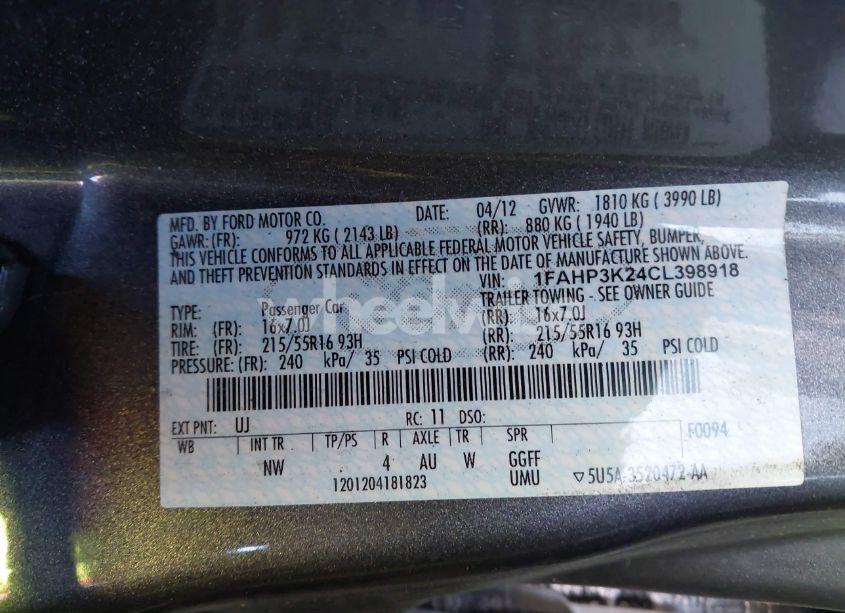 MFD. BY FORD MOTOR CO. DATE: 04/12 GVWR: 1810 KG ( 3990 LB)
GAWR: (FR): 972 KG ( 2143 LB) (RR): 880 KG ( 1940 LB)
THIS VEHICLE CONFORMS TO ALL APPLICABLE FEDERAL MOTOR VEHICLE SAFETY, BUMPER,
AND THEFT PREVENTION STANDARDS IN EFFECT ON THE DATE OF MANUFACTURE SHOWN ABOVE.
VIN: 1FAHP3K24CL398918
TYPE: Passenger Car TRAILER TOWING - SEE OWNER GUIDE
RIM: (FR): 16x7.0J (RR): 16x7.0J
TIRE: (FR): 215/55R16 93H (RR): 215/55R16 93H
PRESSURE: (FR): 240 kPa/ 35 PSI COLD (RR): 240 kPa/ 35 PSI COLD
EXT PNT: UJ RC: 11 DSO: F0094
WB INT TR TP/PS R AXLE TR SPR
NW 4 AU W GGFF
1201204181823 UMU ▽5U5A-3520472-AA